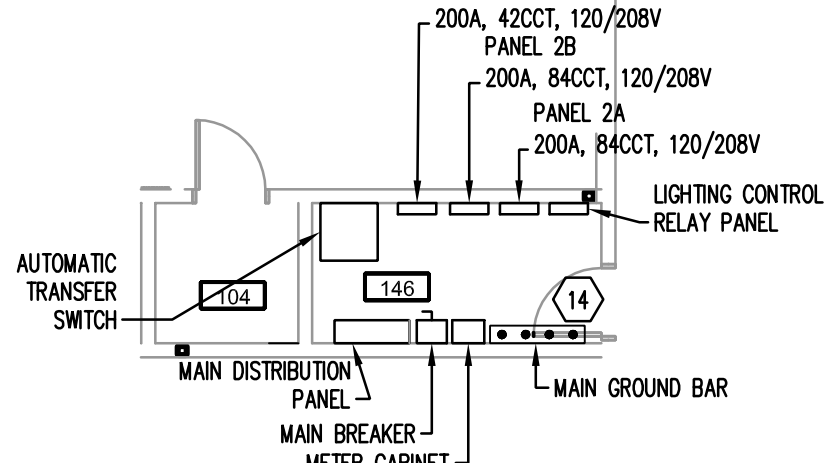 200A, 42CCT, 120/208V
PANEL 2B
200A, 84CCT, 120/208V
PANEL 2A
200A, 84CCT, 120/208V
LIGHTING CONTROL
RELAY PANEL
AUTOMATIC
TRANSFER
SWITCH
104
146
14
MAIN DISTRIBUTION
PANEL
MAIN GROUND BAR
MAIN BREAKER
METER CABINET